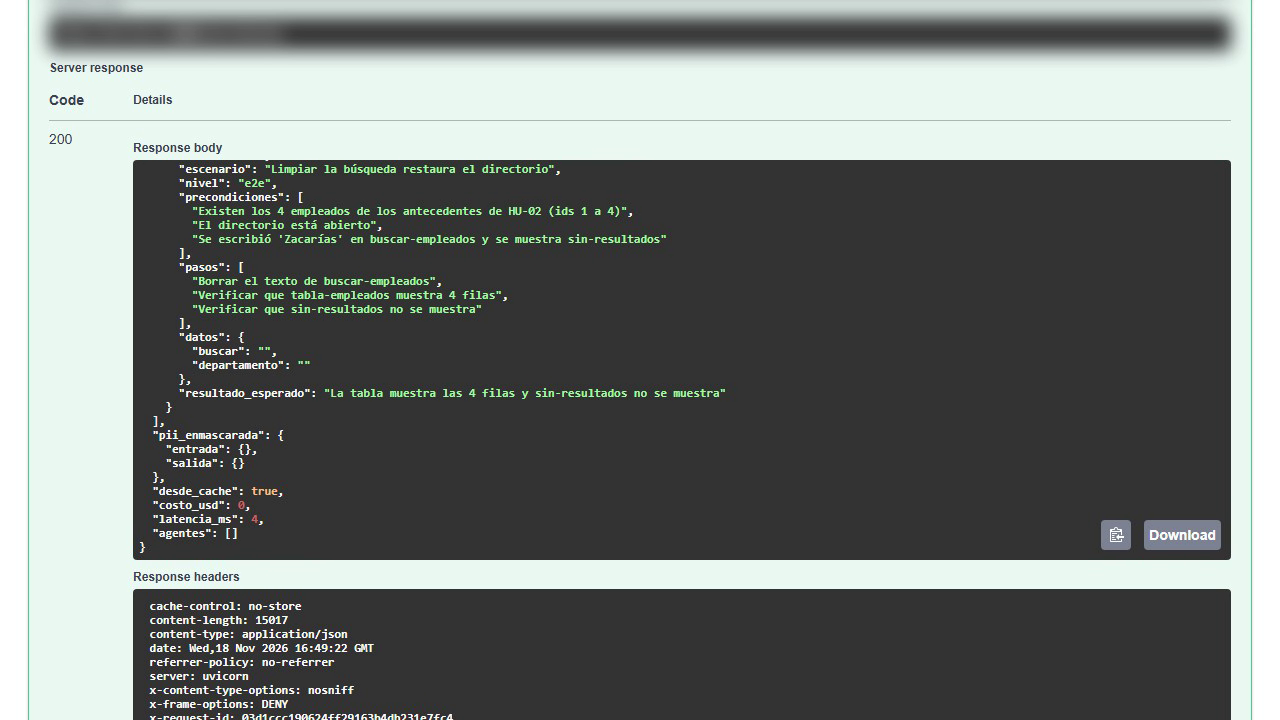 Server response
Code Details
200
Response body
"escenario": "Limpiar la búsqueda restaura el directorio",
"nivel": "e2e",
"precondiciones": [
"Existen los 4 empleados de los antecedentes de HU-02 (ids 1 a 4)",
"El directorio está abierto",
"Se escribió 'Zacarías' en buscar-empleados y se muestra sin-resultados"
],
"pasos": [
"Borrar el texto de buscar-empleados",
"Verificar que tabla-empleados muestra 4 filas",
"Verificar que sin-resultados no se muestra"
],
"datos": {
"buscar": "",
"departamento": ""
},
"resultado_esperado": "La tabla muestra las 4 filas y sin-resultados no se muestra"
}
],
"pii_enmascarada": {
"entrada": {},
"salida": {}
},
"desde_cache": true,
"costo_usd": 0,
"latencia_ms": 4,
"agentes": []
}
Download
Response headers
cache-control: no-store
content-length: 15017
content-type: application/json
date: Wed,18 Nov 2026 16:49:22 GMT
referrer-policy: no-referrer
server: uvicorn
x-content-type-options: nosniff
x-frame-options: DENY
x-request-id: 03d1ccc190624ff29163b4db231e7fc4